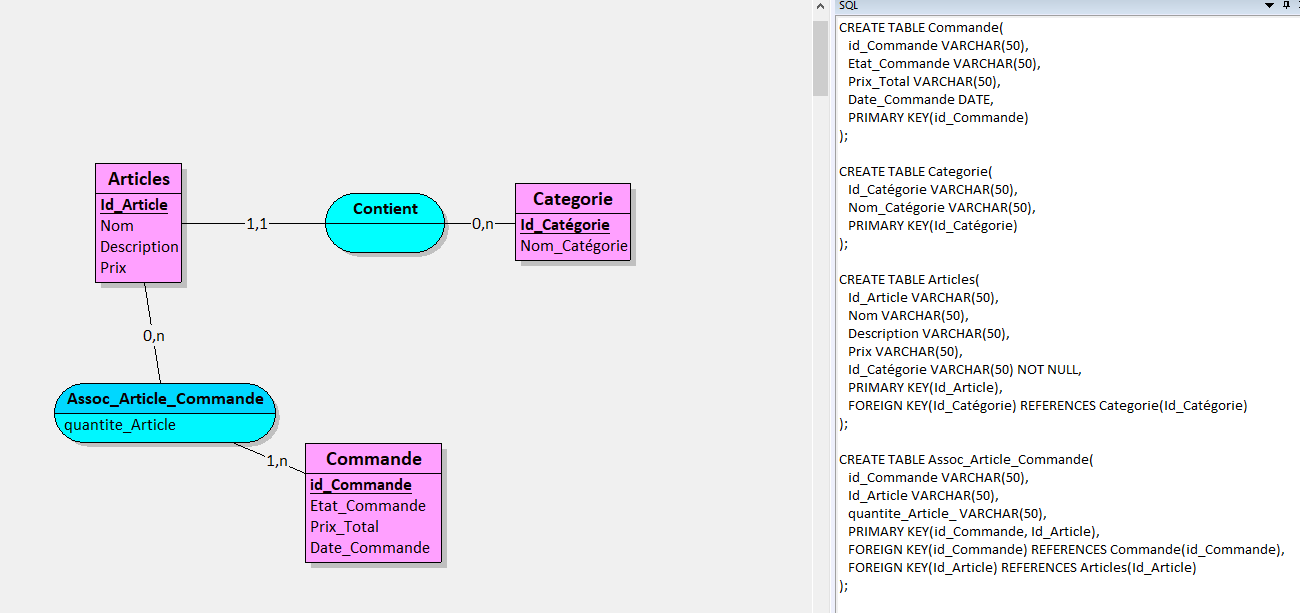 Articles
Id_Article
Nom
Description
Prix
1,1
Contient
0,n
Categorie
Id_Catégorie
Nom_Catégorie
0,n
Assoc_Article_Commande
quantite_Article
1,n
Commande
id_Commande
Etat_Commande
Prix_Total
Date_Commande
SQL
CREATE TABLE Commande(
id_Commande VARCHAR(50),
Etat_Commande VARCHAR(50),
Prix_Total VARCHAR(50),
Date_Commande DATE,
PRIMARY KEY(id_Commande)
);
CREATE TABLE Categorie(
Id_Catégorie VARCHAR(50),
Nom_Catégorie VARCHAR(50),
PRIMARY KEY(Id_Catégorie)
);
CREATE TABLE Articles(
Id_Article VARCHAR(50),
Nom VARCHAR(50),
Description VARCHAR(50),
Prix VARCHAR(50),
Id_Catégorie VARCHAR(50) NOT NULL,
PRIMARY KEY(Id_Article),
FOREIGN KEY(Id_Catégorie) REFERENCES Categorie(Id_Catégorie)
);
CREATE TABLE Assoc_Article_Commande(
id_Commande VARCHAR(50),
Id_Article VARCHAR(50),
quantite_Article_ VARCHAR(50),
PRIMARY KEY(id_Commande, Id_Article),
FOREIGN KEY(id_Commande) REFERENCES Commande(id_Commande),
FOREIGN KEY(Id_Article) REFERENCES Articles(Id_Article)
);